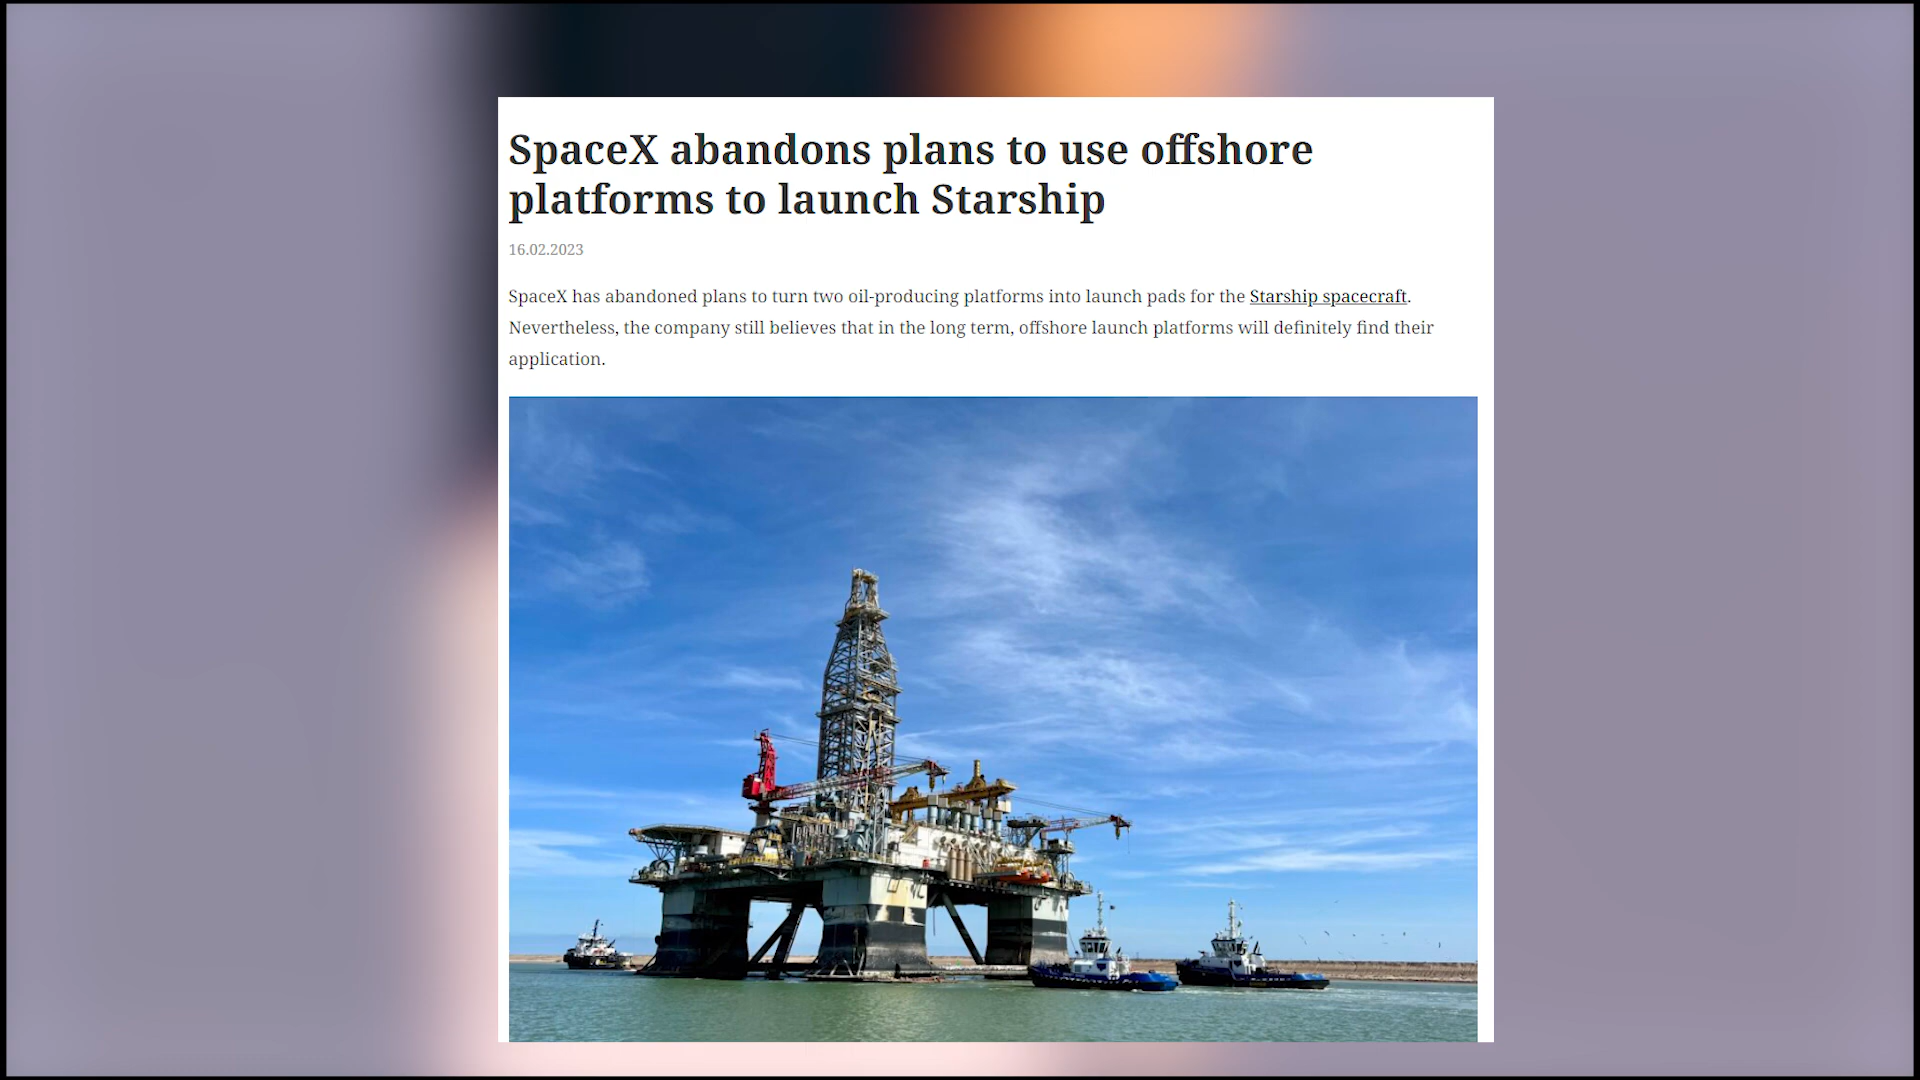 SpaceX abandons plans to use offshore
platforms to launch Starship
16.02.2023
SpaceX has abandoned plans to turn two oil-producing platforms into launch pads for the Starship spacecraft.
Nevertheless, the company still believes that in the long term, offshore launch platforms will definitely find their
application.